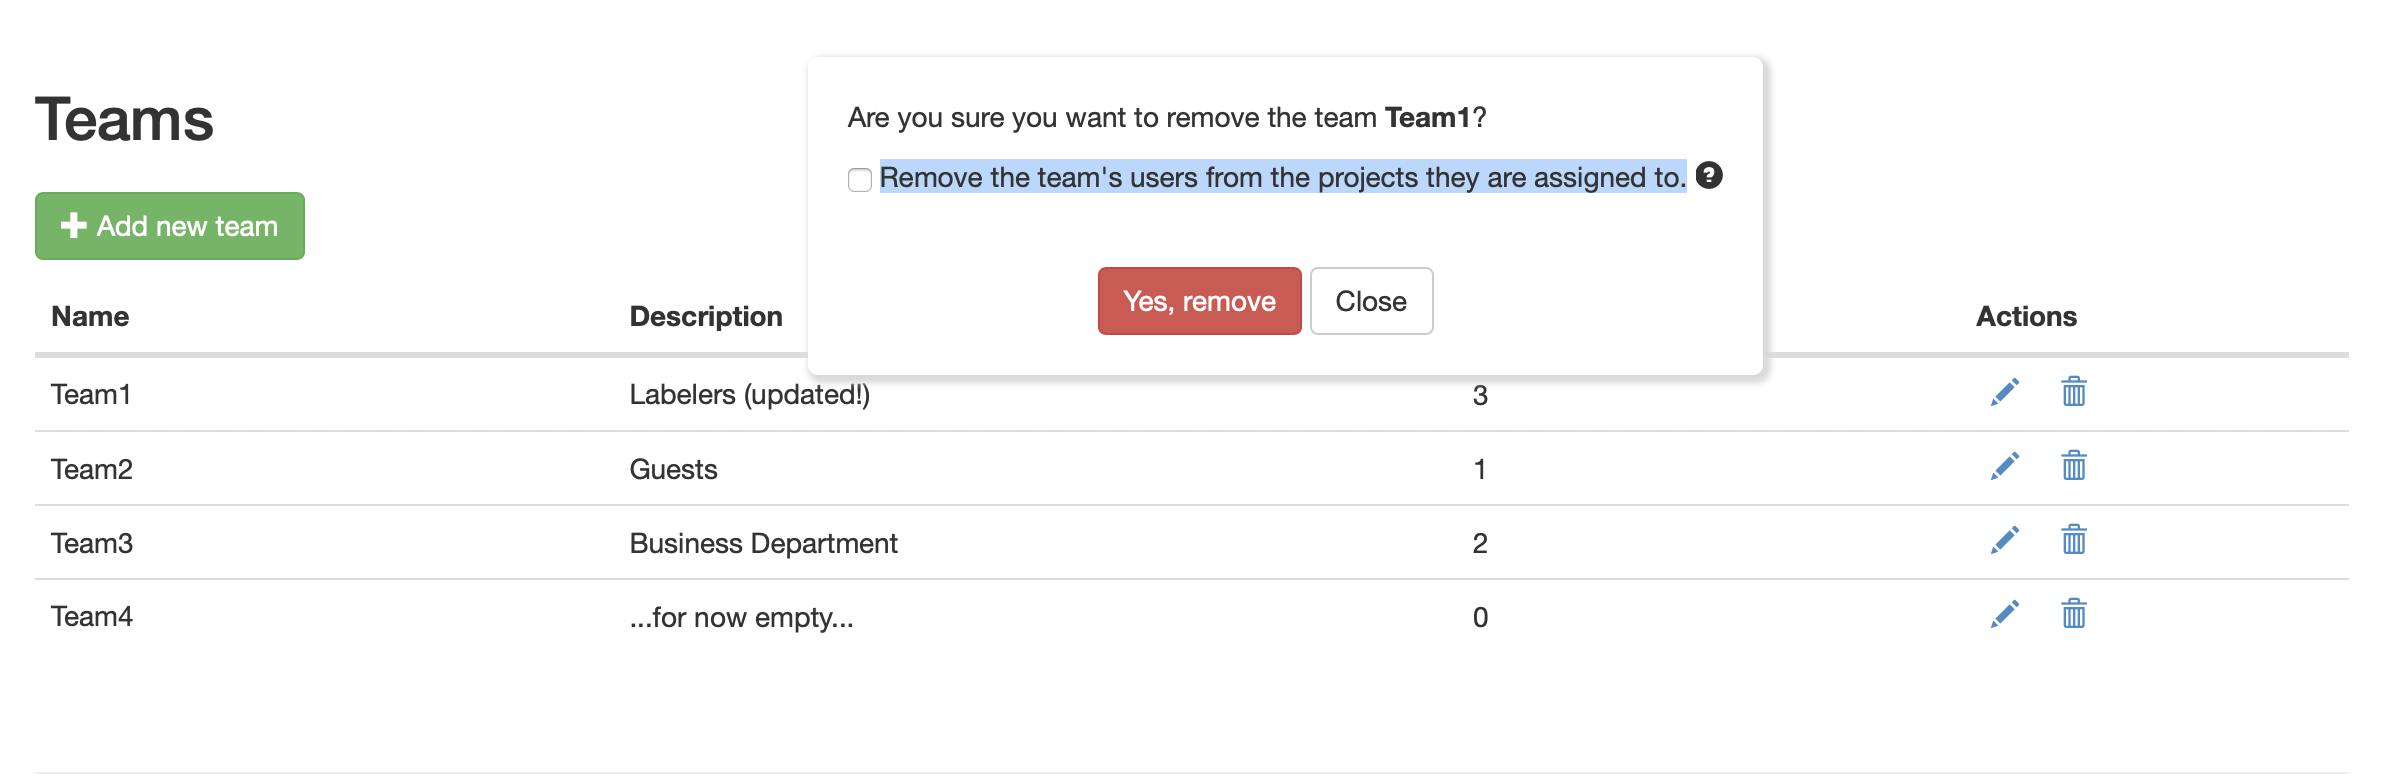 Teams
Are you sure you want to remove the team Team1?
Remove the team's users from the projects they are assigned to.
Add new team
Yes, remove Close
Name Description Actions
Team1 Labelers (updated!) 3
Team2 Guests 1
Team3 Business Department 2
Team4 ...for now empty... 0